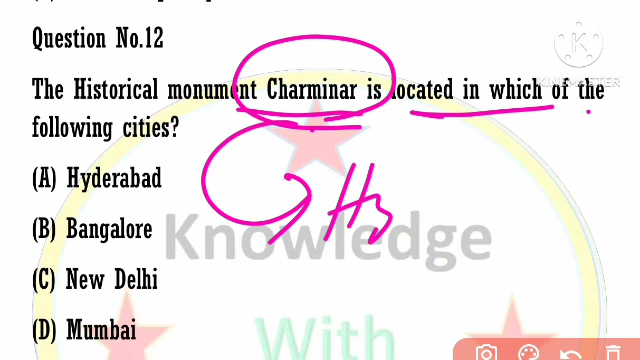 Question No.12
The Historical monument Charminar is located in which of the
following cities?
(A) Hyderabad
(B) Bangalore
(C) New Delhi
(D) Mumbai
Knowledge
With
KINEMASTER